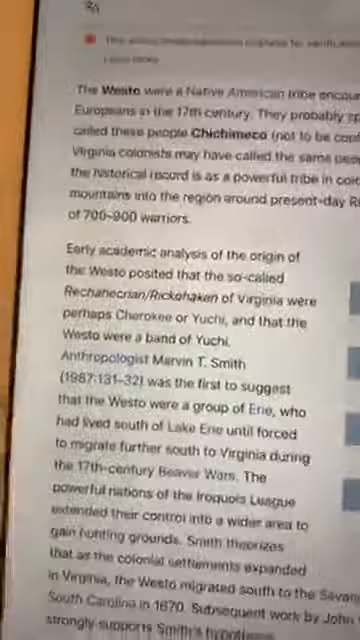 The Westo were a Native American tribe encou
Europeans in the 17th century. They probably sp
called these people Chichimeco (not to be conf
Virginia colonists may have called the same peo
the historical record is as a powerful tribe in colo
mountains into the region around present-day Ri
of 700–900 warriors.
Early academic analysis of the origin of
the Westo posited that the so-called
Rechahecrian/Rickohaken of Virginia were
perhaps Cherokee or Yuchi, and that the
Westo were a band of Yuchi.
Anthropologist Marvin T. Smith
(1987:131–32) was the first to suggest
that the Westo were a group of Erie, who
had lived south of Lake Erie until forced
to migrate further south to Virginia during
the 17th-century Beaver Wars. The
powerful nations of the Iroquois League
extended their control into a wider area to
gain hunting grounds. Smith theorizes
that as the colonial settlements expanded
in Virginia, the Westo migrated south to the Savan
South Carolina in 1670. Subsequent work by John
strongly supports Smith's hypothes